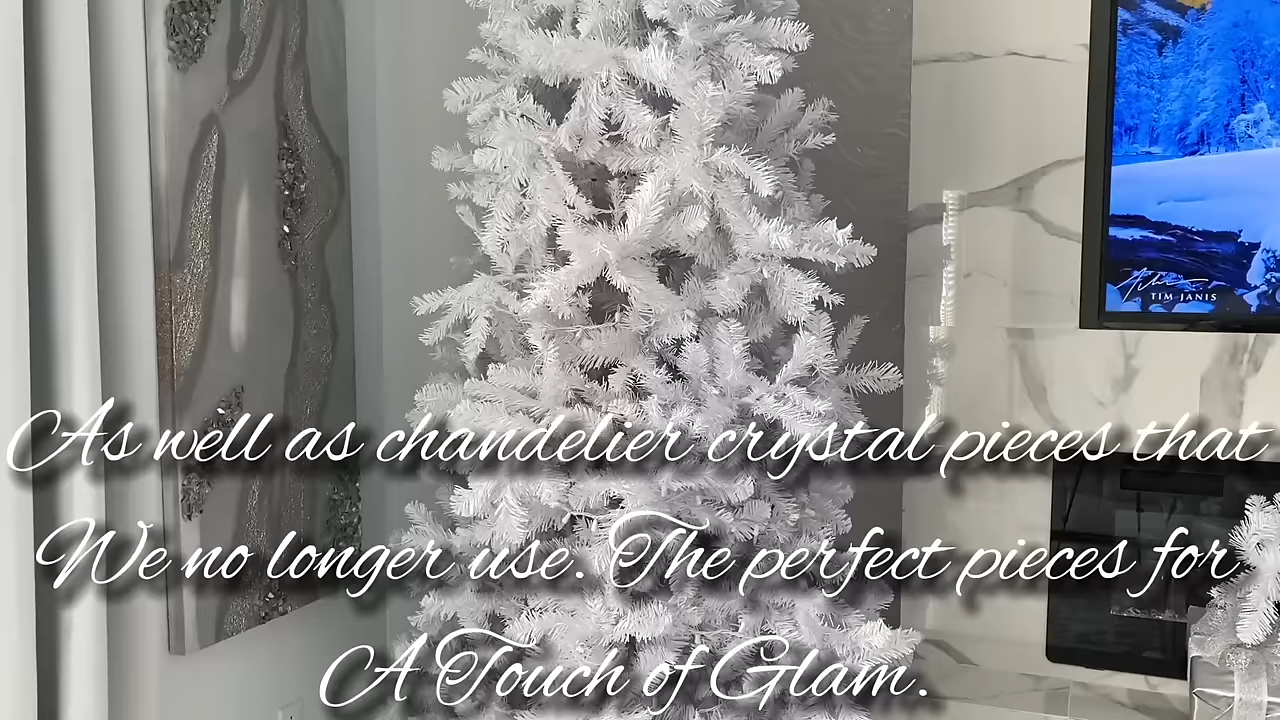 TIM JANIS
As well as chandelier crystal pieces that
We no longer use. The perfect pieces for
A Touch of Glam.